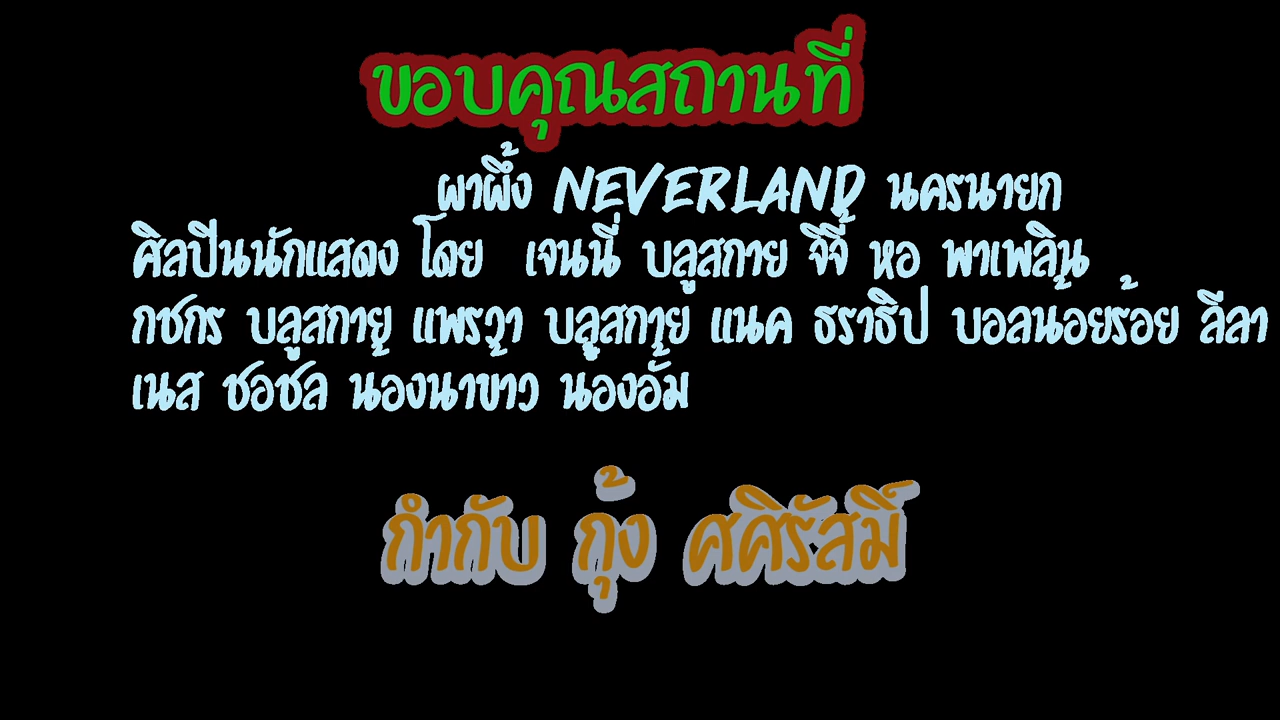 ขอบคุณสถานที่
ผาผึ้ง NEVERLAND นครนายก
ศิลปินนักแสดง โดย เจนนี่ บลูสกาย จีจี้ หอ พาเพลิน
กชกร บลูสกาย แพรวา บลูสกาย แนค ธราธิป บอลน้อยร้อย ลีลา
เนส ชอชล น้องนาข้าว น้องอั้ม
กำกับ กุ้ง ศศิรัสมิ์